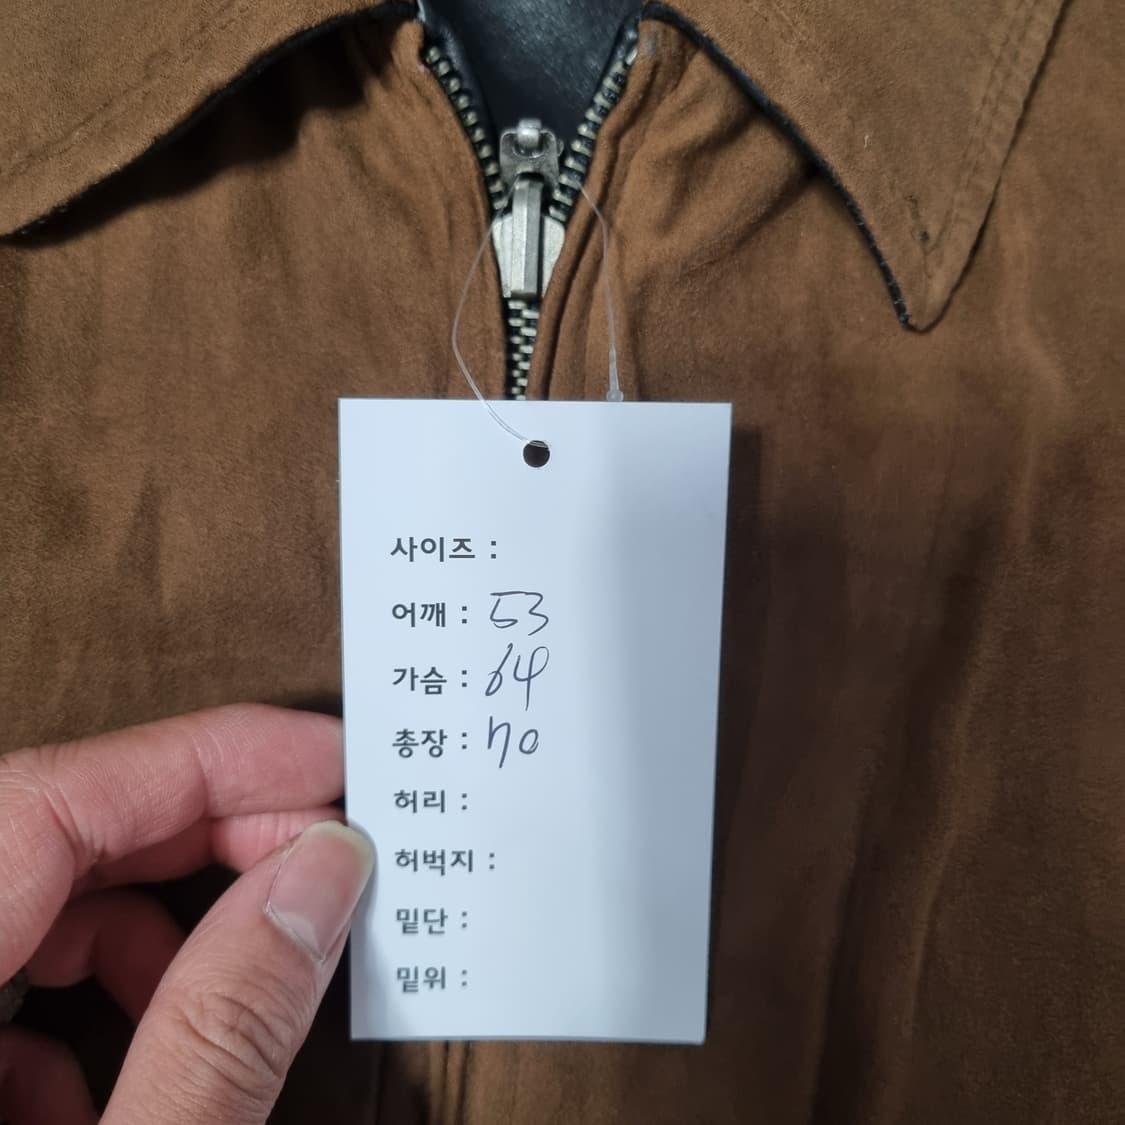 사이즈 :
어깨 : 53
가슴 : 64
총장 : 70
허리 :
허벅지 :
밑단 :
밑위 :